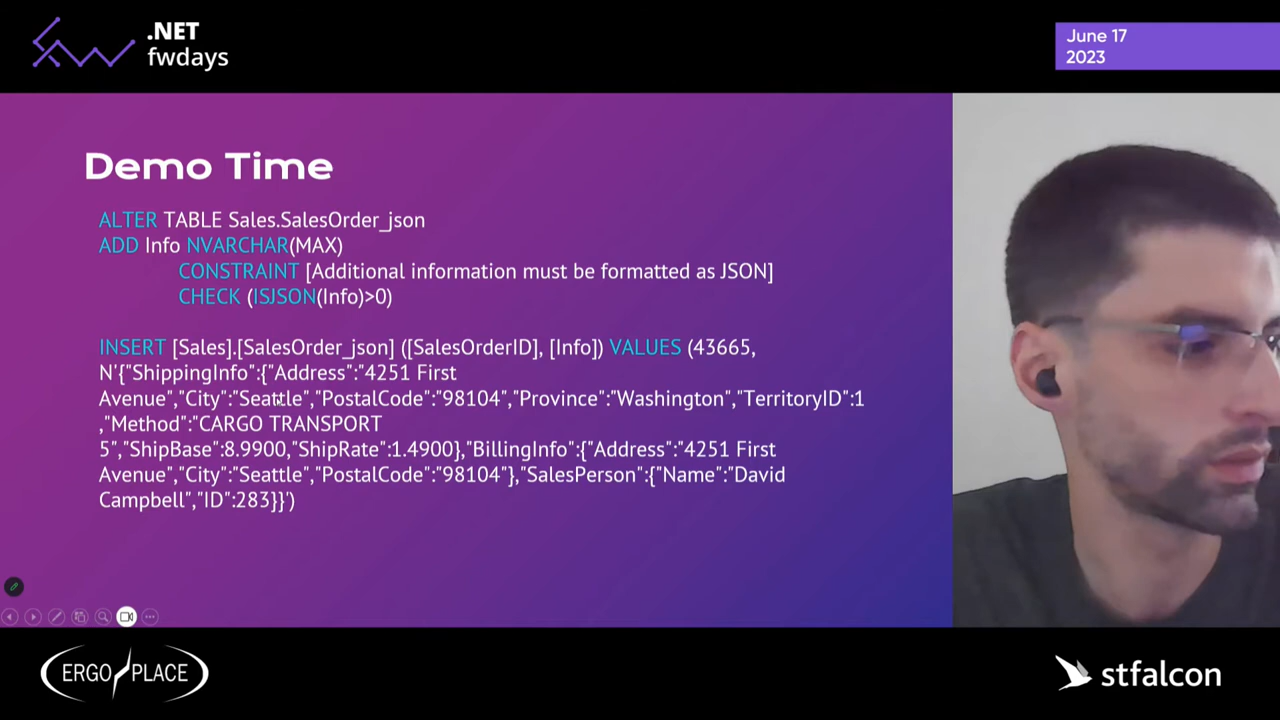 .NET
fwdays
June 17
2023
Demo Time
ALTER TABLE Sales.SalesOrder_json
ADD Info NVARCHAR(MAX)
CONSTRAINT [Additional information must be formatted as JSON]
CHECK (ISJSON(Info)>0)
INSERT [Sales].[SalesOrder_json] ([SalesOrderID], [Info]) VALUES (43665,
N'{"ShippingInfo":{"Address":"4251 First
Avenue","City":"Seattle","PostalCode":"98104","Province":"Washington","TerritoryID":1
,"Method":"CARGO TRANSPORT
5","ShipBase":8.9900,"ShipRate":1.4900},"BillingInfo":{"Address":"4251 First
Avenue","City":"Seattle","PostalCode":"98104"},"SalesPerson":{"Name":"David
Campbell","ID":283}}')
ERGO PLACE
stfalcon